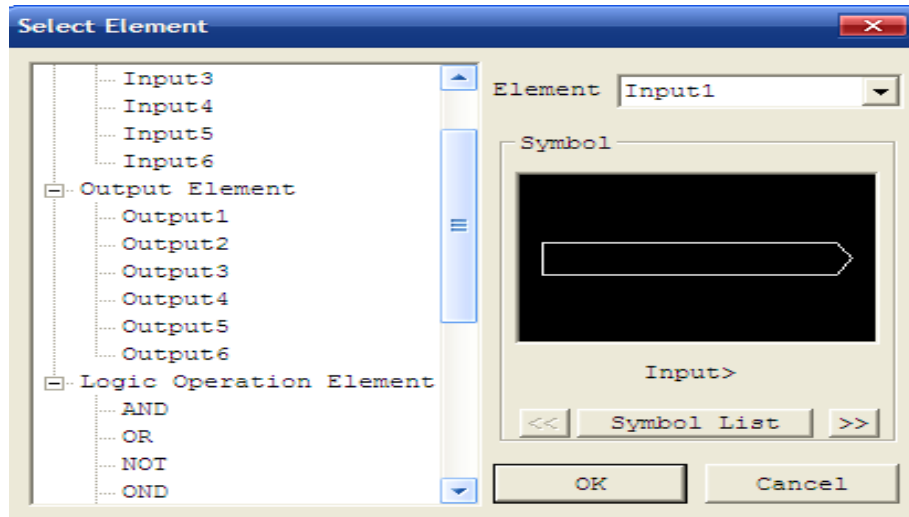 Select Element
Input3
Input4
Input5
Input6
Output Element
Output1
Output2
Output3
Output4
Output5
Output6
Logic Operation Element
AND
OR
NOT
OND
Element Input1
Symbol
Input>
<< Symbol List >>
OK Cancel